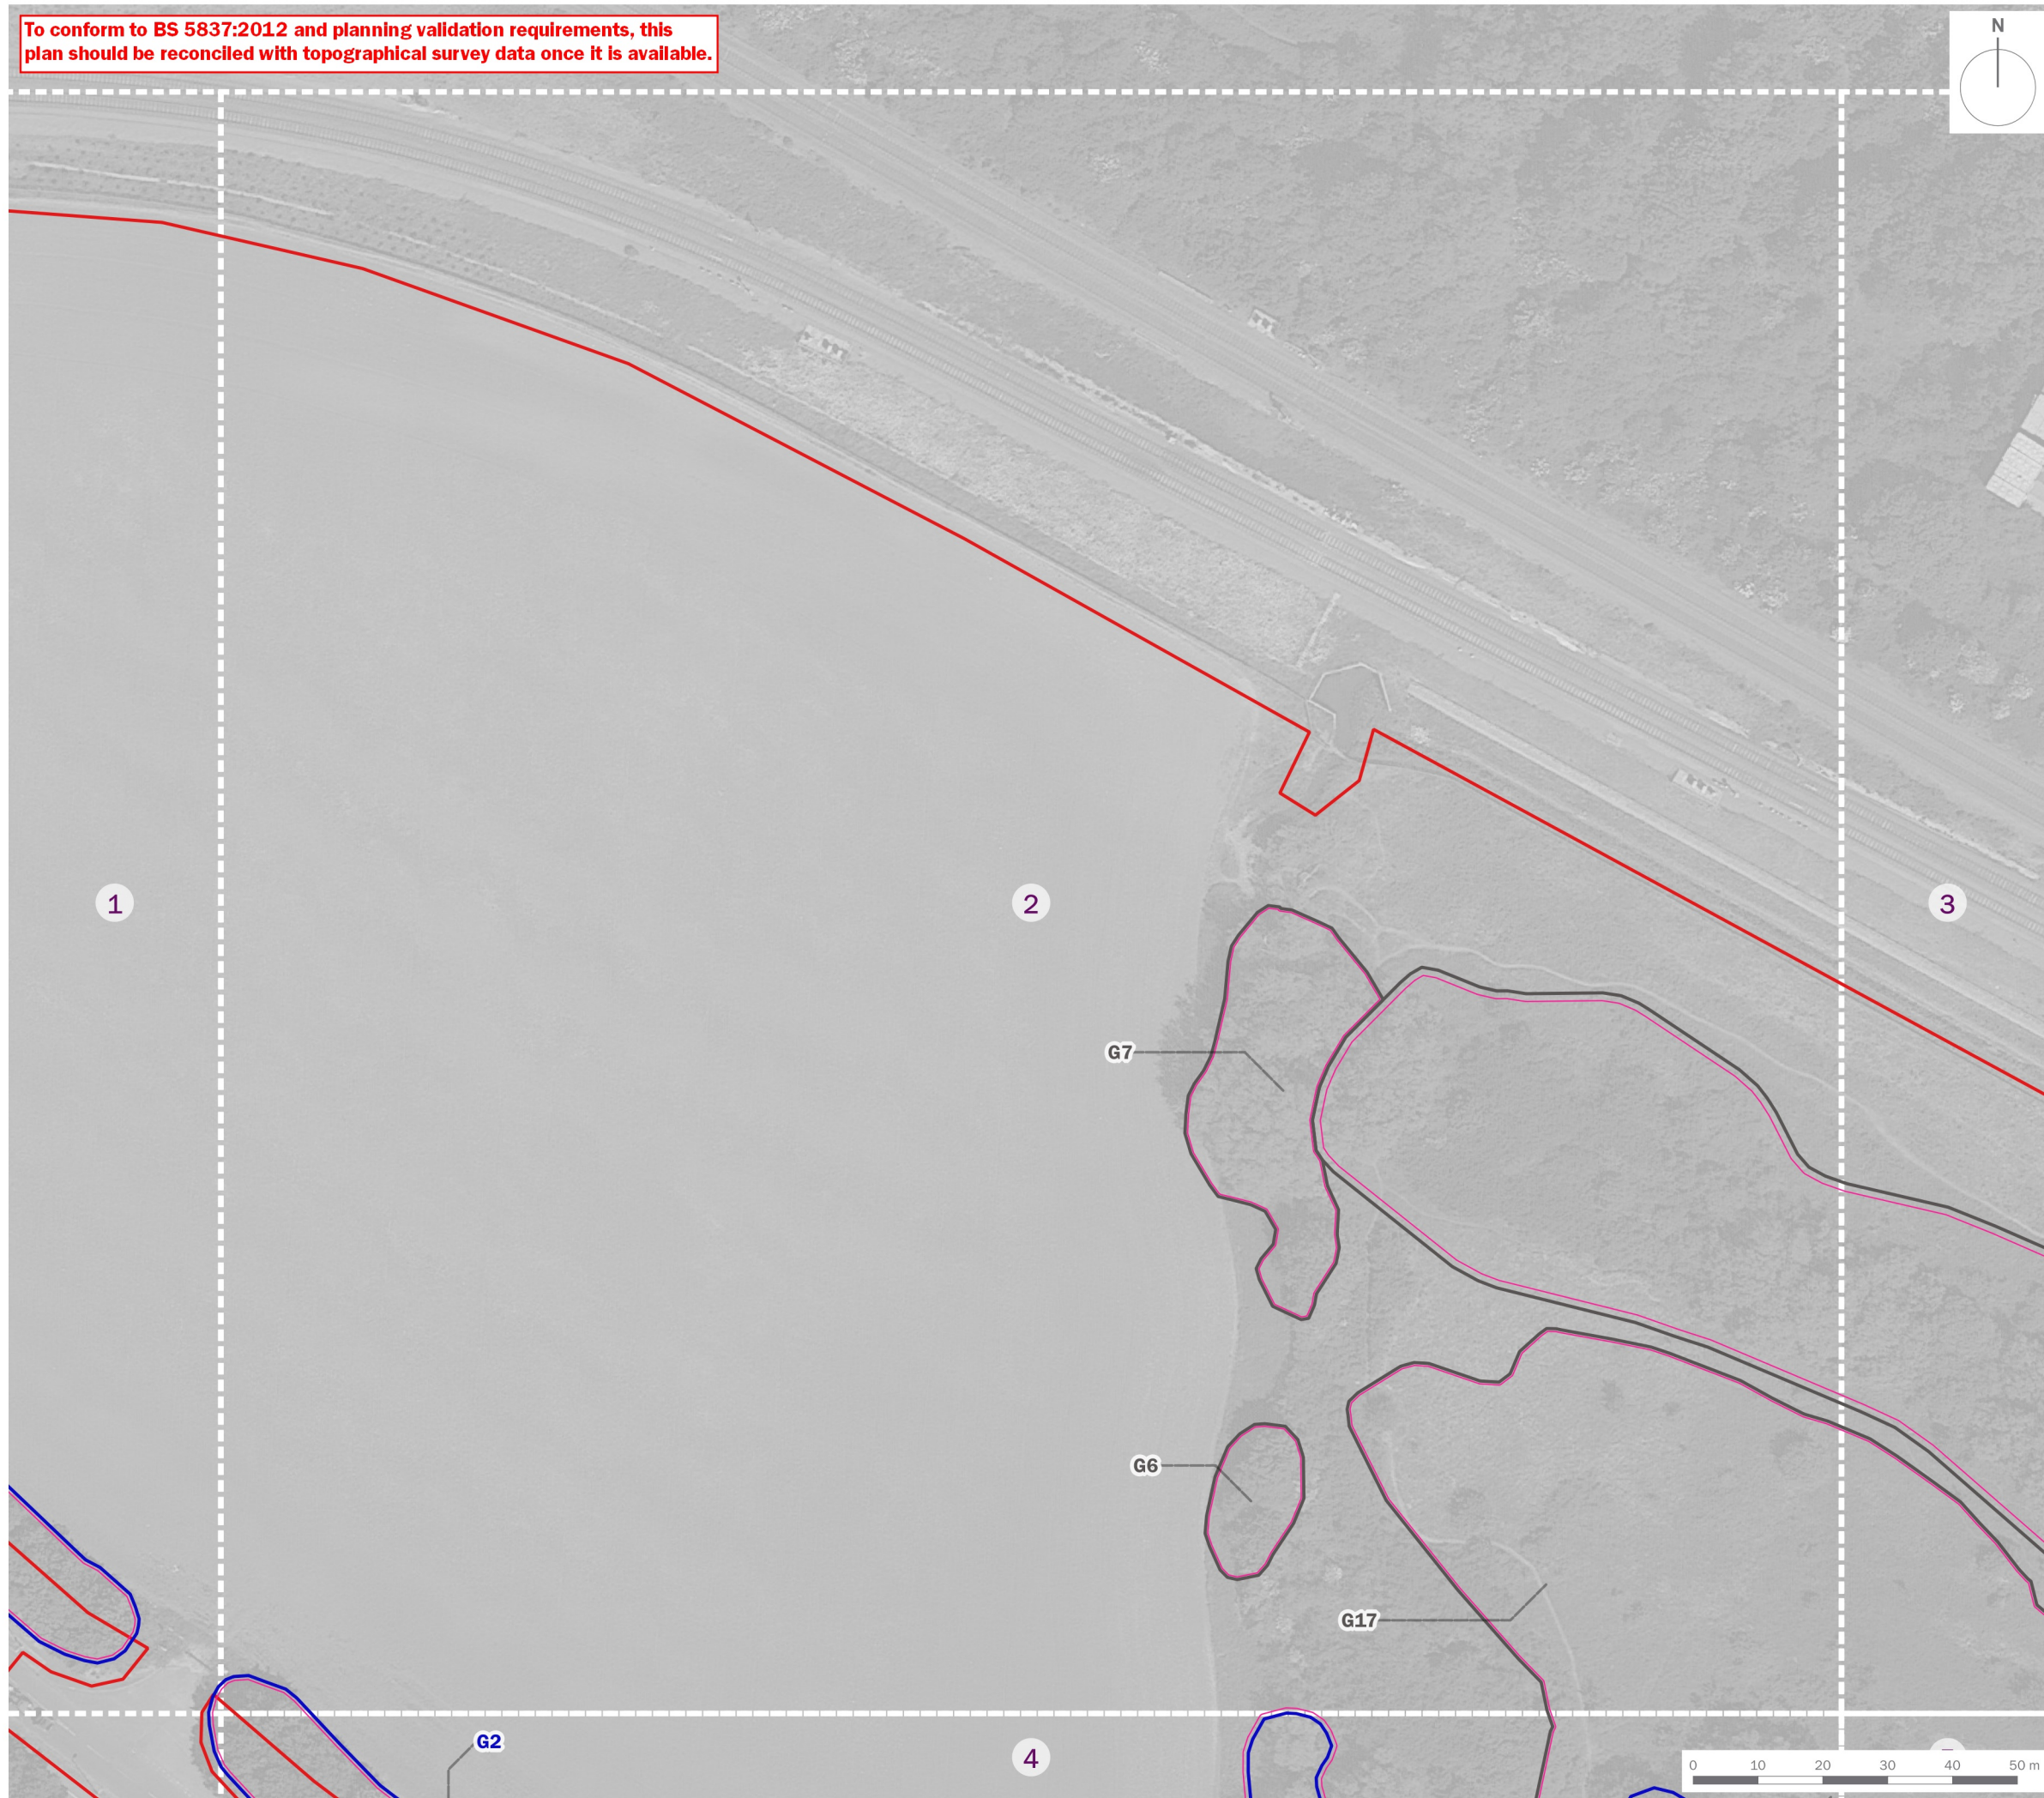 To conform to BS 5837:2012 and planning validation requirements, this
plan should be reconciled with topographical survey data once it is available.
N
1
2
3
G7
G6
G17
G2
4
0 10 20 30 40 50 m